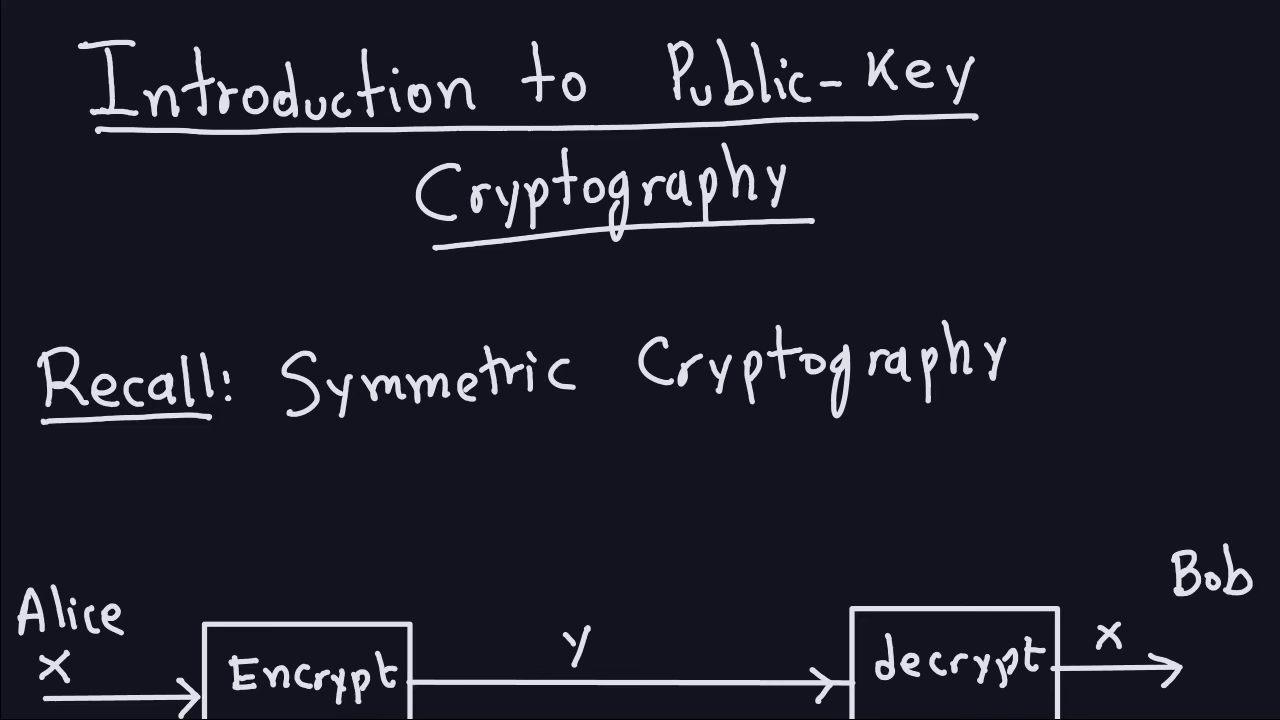 Introduction to Public-Key
Cryptography
Recall: Symmetric Cryptography
Alice
Bob
x
Encrypt
y
decrypt
x